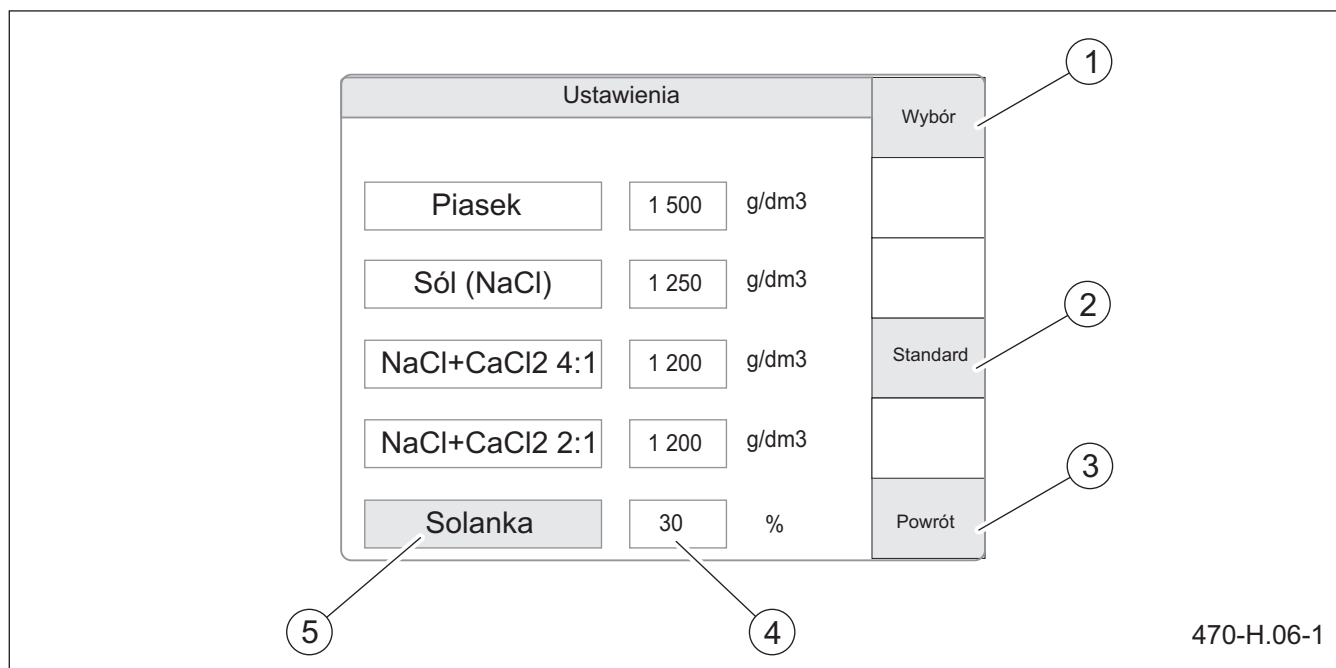 1
Ustawienia
Wybór
Piasek 1 500 g/dm3
Sól (NaCl) 1 250 g/dm3
2
NaCl+CaCl2 4:1 1 200 g/dm3
Standard
NaCl+CaCl2 2:1 1 200 g/dm3
3
Solanka 30 %
Powrót
5 4
470-H.06-1